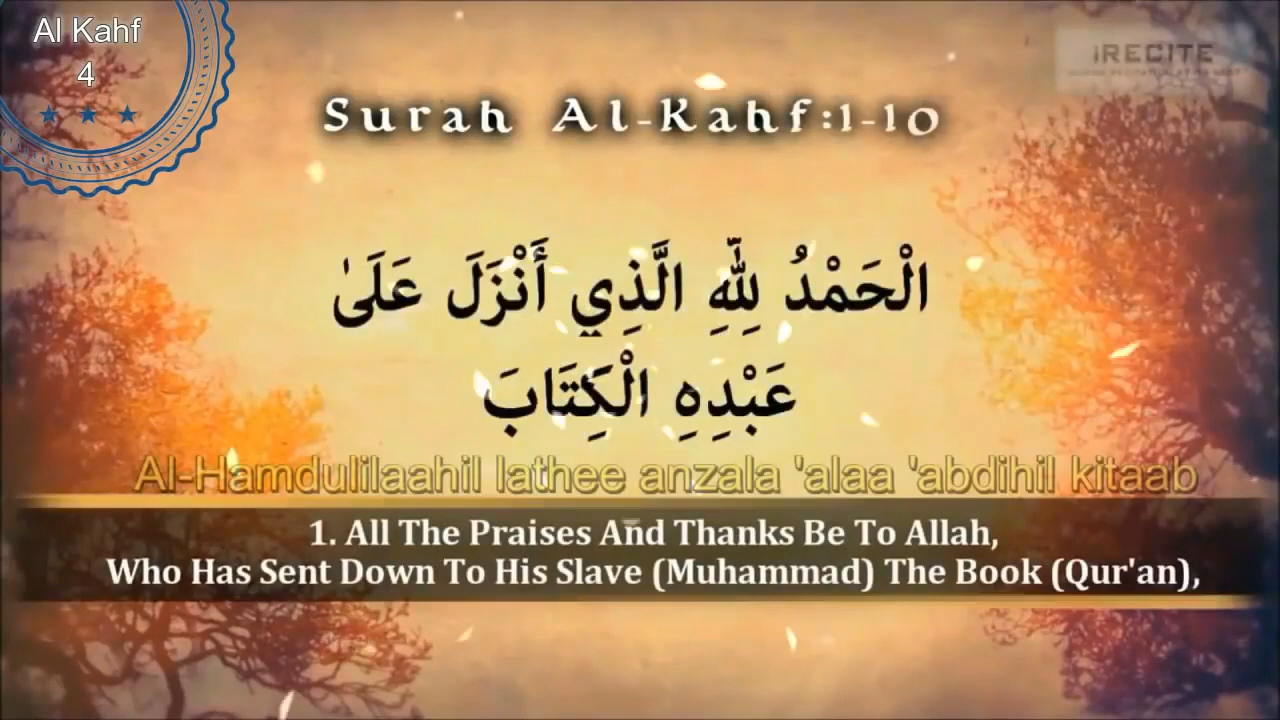 Al Kahf
4
iRECITE
Surah Al-Kahf:1-10
الْحَمْدُ لِلَّهِ الَّذِي أَنْزَلَ عَلَىٰ
عَبْدِهِ الْكِتَابَ
Al-Hamdulilaahil lathee anzala 'alaa 'abdihil kitaab
1. All The Praises And Thanks Be To Allah,
Who Has Sent Down To His Slave (Muhammad) The Book (Qur'an),